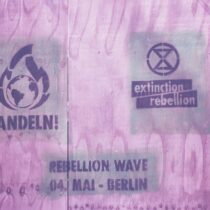 extinction
rebellion
ANDELN!
REBELLION WAVE
04. MAI - BERLIN